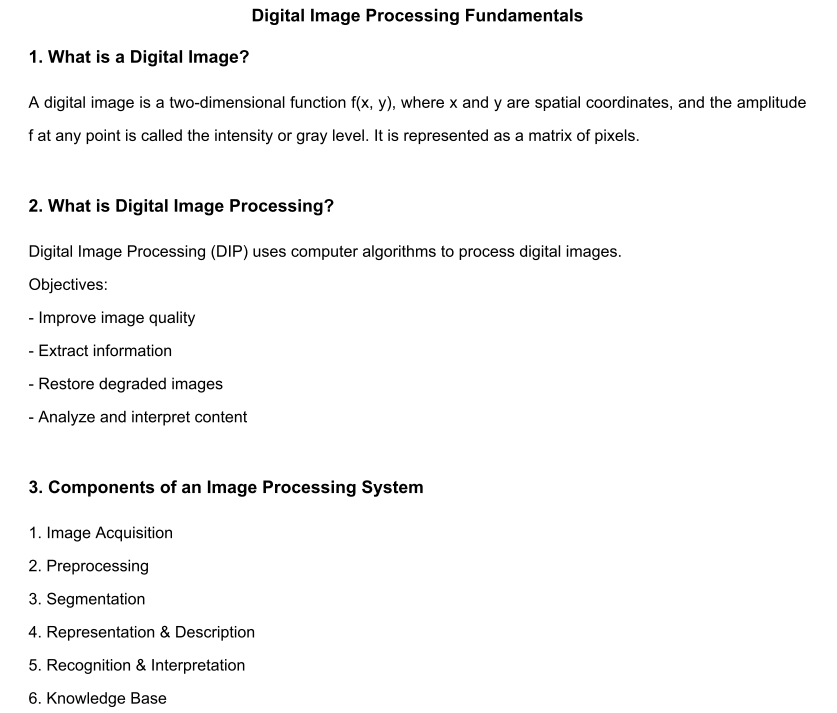 Digital Image Processing Fundamentals
1. What is a Digital Image?
A digital image is a two-dimensional function f(x, y), where x and y are spatial coordinates, and the amplitude
f at any point is called the intensity or gray level. It is represented as a matrix of pixels.
2. What is Digital Image Processing?
Digital Image Processing (DIP) uses computer algorithms to process digital images.
Objectives:
- Improve image quality
- Extract information
- Restore degraded images
- Analyze and interpret content
3. Components of an Image Processing System
1. Image Acquisition
2. Preprocessing
3. Segmentation
4. Representation & Description
5. Recognition & Interpretation
6. Knowledge Base